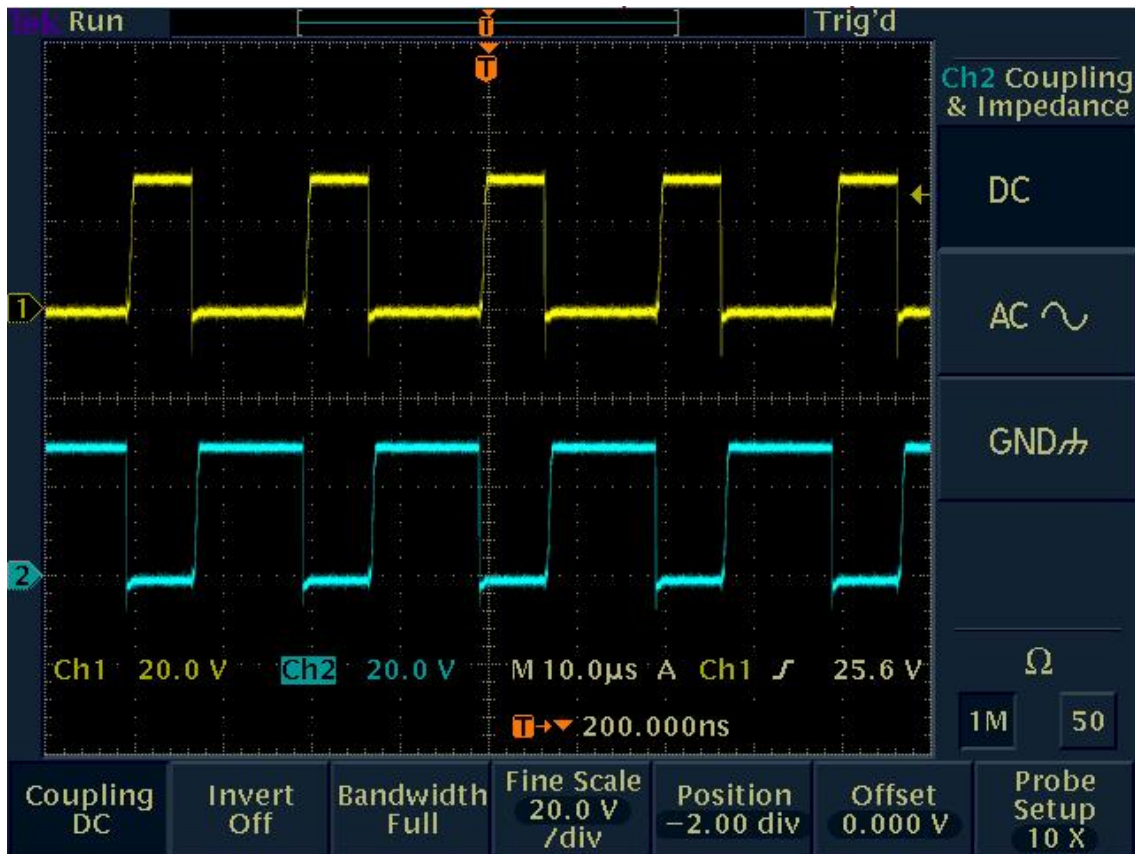 Tek Run Trig'd
T
T
Ch2 Coupling
& Impedance
DC
AC
GND
1
2
Ch1 20.0 V Ch2 20.0 V M 10.0µs A Ch1 25.6 V
T 200.000ns
Ω
1M 50
Coupling
DC
Invert
Off
Bandwidth
Full
Fine Scale
20.0 V
/div
Position
-2.00 div
Offset
0.000 V
Probe
Setup
10 X